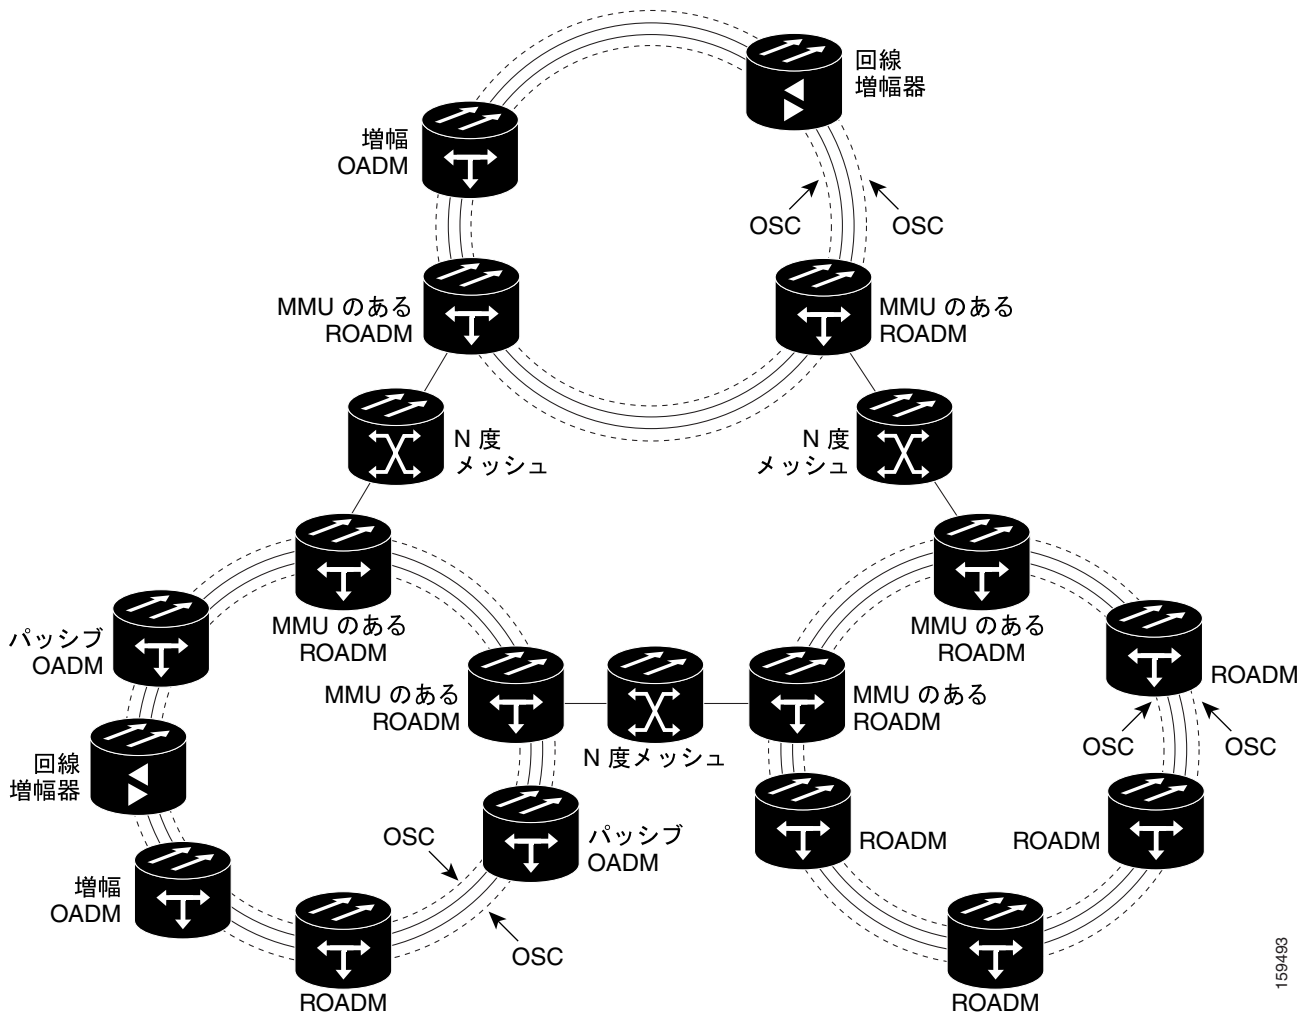 回線
増幅器
増幅
OADM
OSC
OSC
MMU のある
ROADM
MMU のある
ROADM
N 度
メッシュ
N 度
メッシュ
MMU のある
ROADM
MMU のある
ROADM
パッシブ
OADM
ROADM
MMU のある
ROADM
MMU のある
ROADM
N 度メッシュ
OSC
OSC
回線
増幅器
OSC
パッシブ
OADM
ROADM
ROADM
増幅
OADM
OSC
ROADM
ROADM
159493